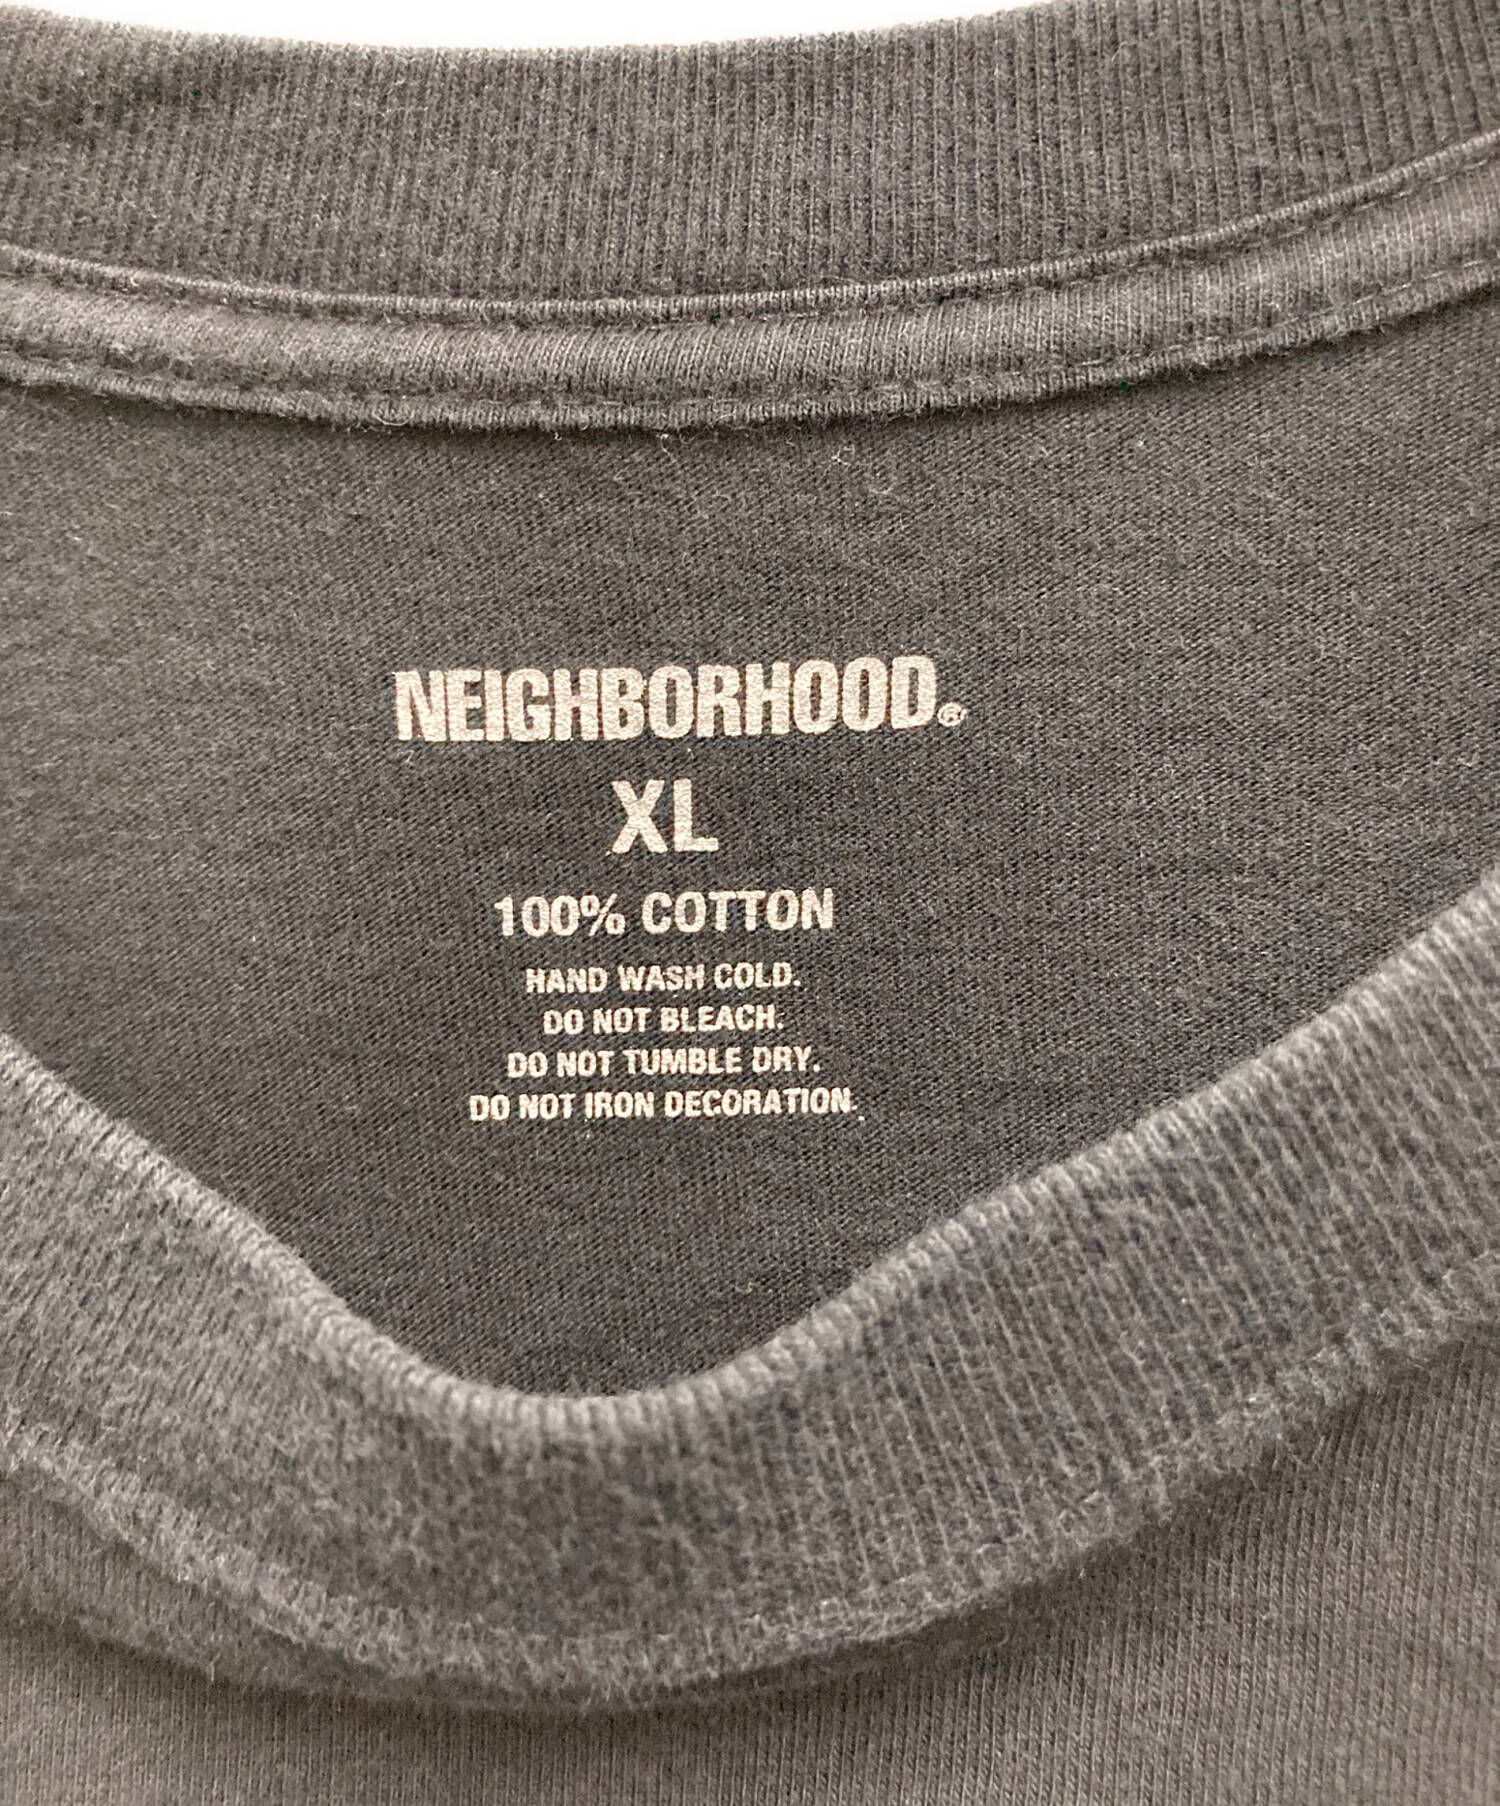 NEIGHBORHOOD®
XL
100% COTTON
HAND WASH COLD.
DO NOT BLEACH.
DO NOT TUMBLE DRY.
DO NOT IRON DECORATION.